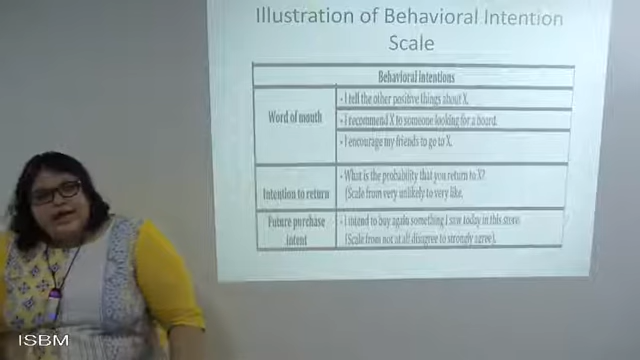 Illustration of Behavioral Intention
Scale
Behavioral intentions
Word of mouth
- I tell the other positive things about X.
- I recommend X to someone looking for a board.
- I encourage my friends to go to X.
Intention to return
- What is the probability that you return to X?
(Scale from very unlikely to very like.
Future purchase
intent
- I intend to buy again something I saw today in this store.
(Scale from not at all disagree to strongly agree).
ISBM